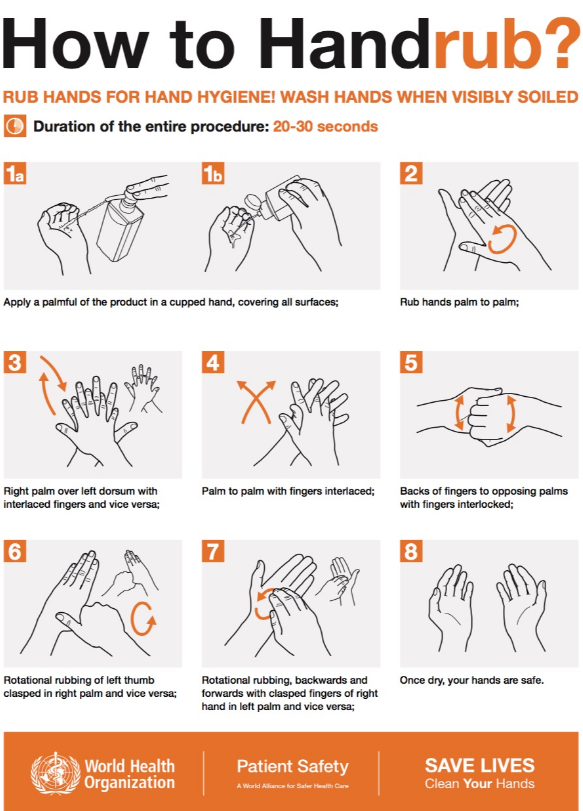 How to Handrub?
RUB HANDS FOR HAND HYGIENE! WASH HANDS WHEN VISIBLY SOILED
Duration of the entire procedure: 20-30 seconds
1a
1b
2
Apply a palmful of the product in a cupped hand, covering all surfaces;
Rub hands palm to palm;
3
4
5
Right palm over left dorsum with
interlaced fingers and vice versa;
Palm to palm with fingers interlaced;
Backs of fingers to opposing palms
with fingers interlocked;
6
7
8
Rotational rubbing of left thumb
clasped in right palm and vice versa;
Rotational rubbing, backwards and
forwards with clasped fingers of right
hand in left palm and vice versa;
Once dry, your hands are safe.
World Health
Organization
Patient Safety
A World Alliance for Safer Health Care
SAVE LIVES
Clean Your Hands